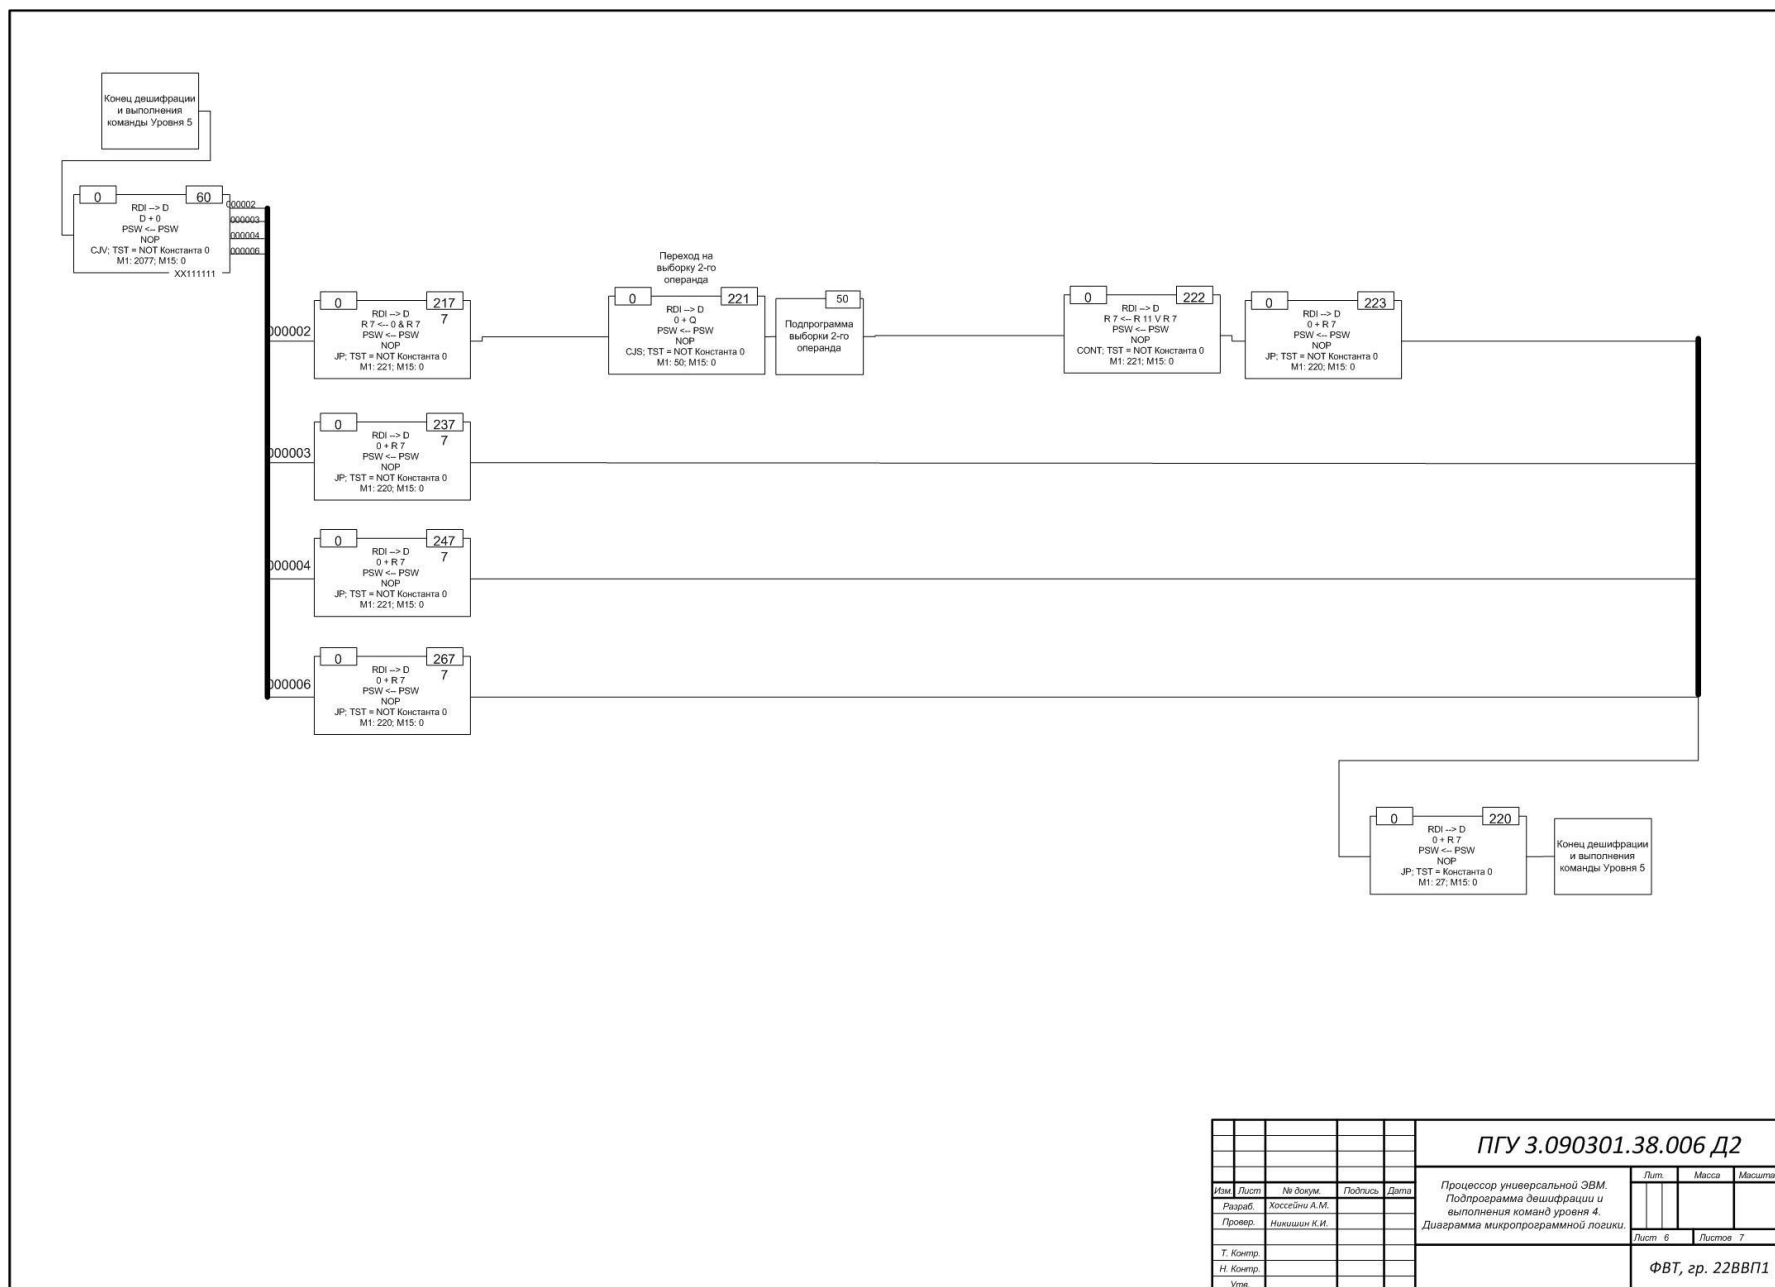 Конец дешифрации
и выполнения
команды Уровня 5
0
60
RDI --> D
D + 0
PSW <-- PSW
NOP
CJV; TST = NOT Константа 0
M1: 2077; M15: 0
XX111111
000002
000003
000004
000006
000002
0
217
7
RDI --> D
R 7 <-- 0 & R 7
PSW <-- PSW
NOP
JP; TST = NOT Константа 0
M1: 221; M15: 0
Переход на
выборку 2-го
операнда
0
221
RDI --> D
0 + Q
PSW <-- PSW
NOP
CJS; TST = NOT Константа 0
M1: 50; M15: 0
50
Подпрограмма
выборки 2-го
операнда
0
222
RDI --> D
R 7 <-- R 11 V R 7
PSW <-- PSW
NOP
CONT; TST = NOT Константа 0
M1: 221; M15: 0
0
223
RDI --> D
0 + R 7
PSW <-- PSW
NOP
JP; TST = NOT Константа 0
M1: 220; M15: 0
000003
0
237
7
RDI --> D
0 + R 7
PSW <-- PSW
NOP
JP; TST = NOT Константа 0
M1: 220; M15: 0
000004
0
247
7
RDI --> D
0 + R 7
PSW <-- PSW
NOP
JP; TST = NOT Константа 0
M1: 221; M15: 0
000006
0
267
7
RDI --> D
0 + R 7
PSW <-- PSW
NOP
JP; TST = NOT Константа 0
M1: 220; M15: 0
0
220
RDI --> D
0 + R 7
PSW <-- PSW
NOP
JP; TST = Константа 0
M1: 27; M15: 0
Конец дешифрации
и выполнения
команды Уровня 5
ПГУ 3.090301.38.006 Д2
Изм. Лист № докум. Подпись Дата
Разраб. Хоссейни А.М.
Провер. Никишин К.И.
Т. Контр.
Н. Контр.
Утв.
Процессор универсальной ЭВМ.
Подпрограмма дешифрации и
выполнения команд уровня 4.
Диаграмма микропрограммной логики.
Лит. Масса Масшта
Лист 6 Листов 7
ФВТ, гр. 22ВВП1